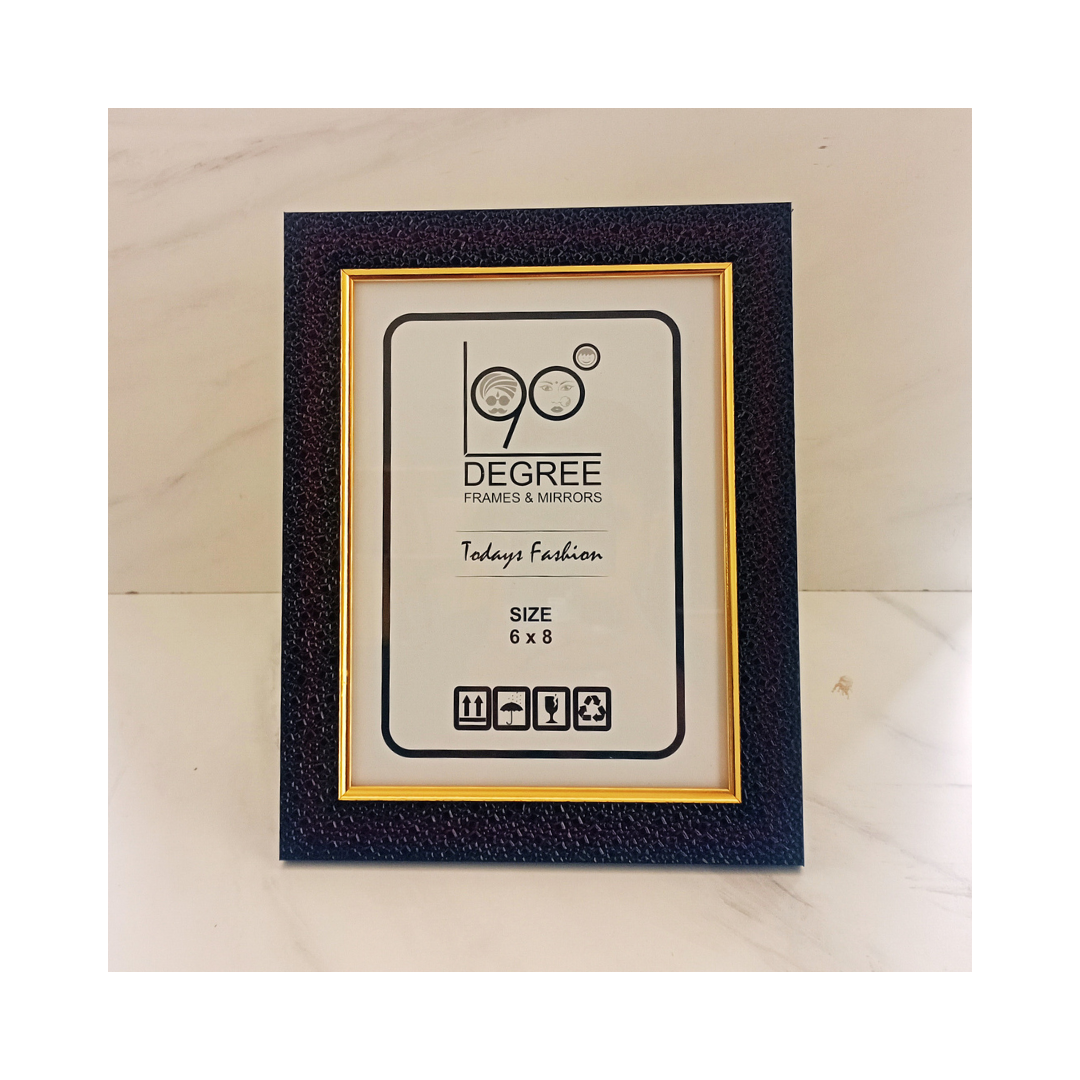 90°
DEGREE
FRAMES & MIRRORS
Todays Fashion
SIZE
6 x 8